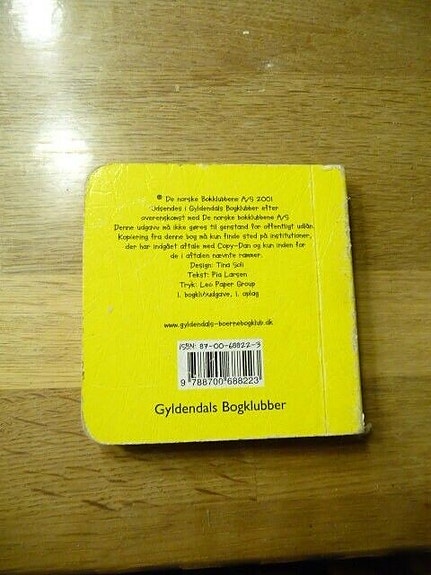 © De norske Bokklubbene A/S 2001
Udsendes i Gyldendals Bogklubber efter
overenskomst med De norske bokklubbene A/S
Denne udgave må ikke gøres til genstand for offentligt udlån.
Kopiering fra denne bog må kun finde sted på institutioner,
der har indgået aftale med Copy-Dan og kun inden for
de i aftalen nævnte rammer.
Design: Tina Soli
Tekst: Pia Larsen
Tryk: Leo Paper Group
1. bogklubudgave, 1. oplag
www.gyldendals-boernebogklub.dk
ISBN: 87-00-68822-3
9 788700 688223
Gyldendals Bogklubber